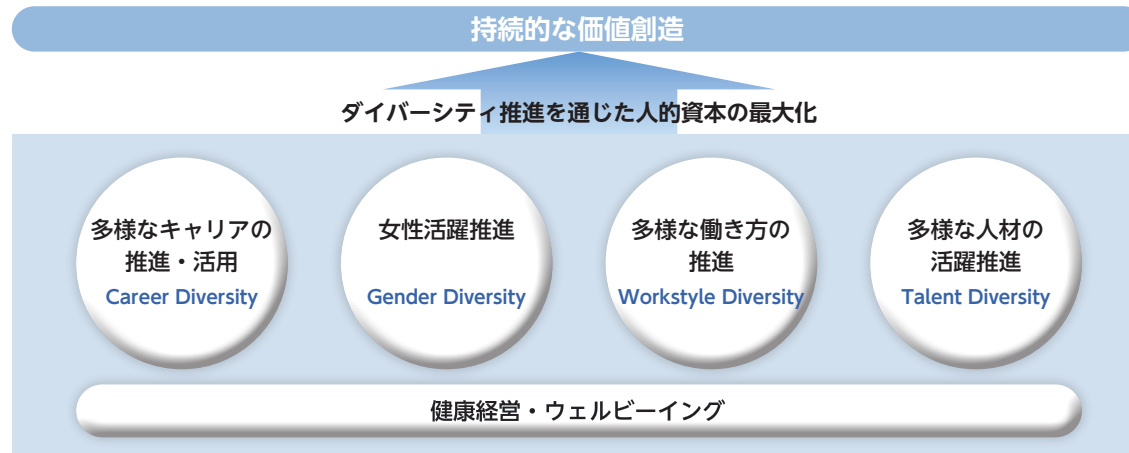 持続的な価値創造
ダイバーシティ推進を通じた人的資本の最大化
多様なキャリアの
推進・活用
Career Diversity
女性活躍推進
Gender Diversity
多様な働き方の
推進
Workstyle Diversity
多様な人材の
活躍推進
Talent Diversity
健康経営・ウェルビーイング